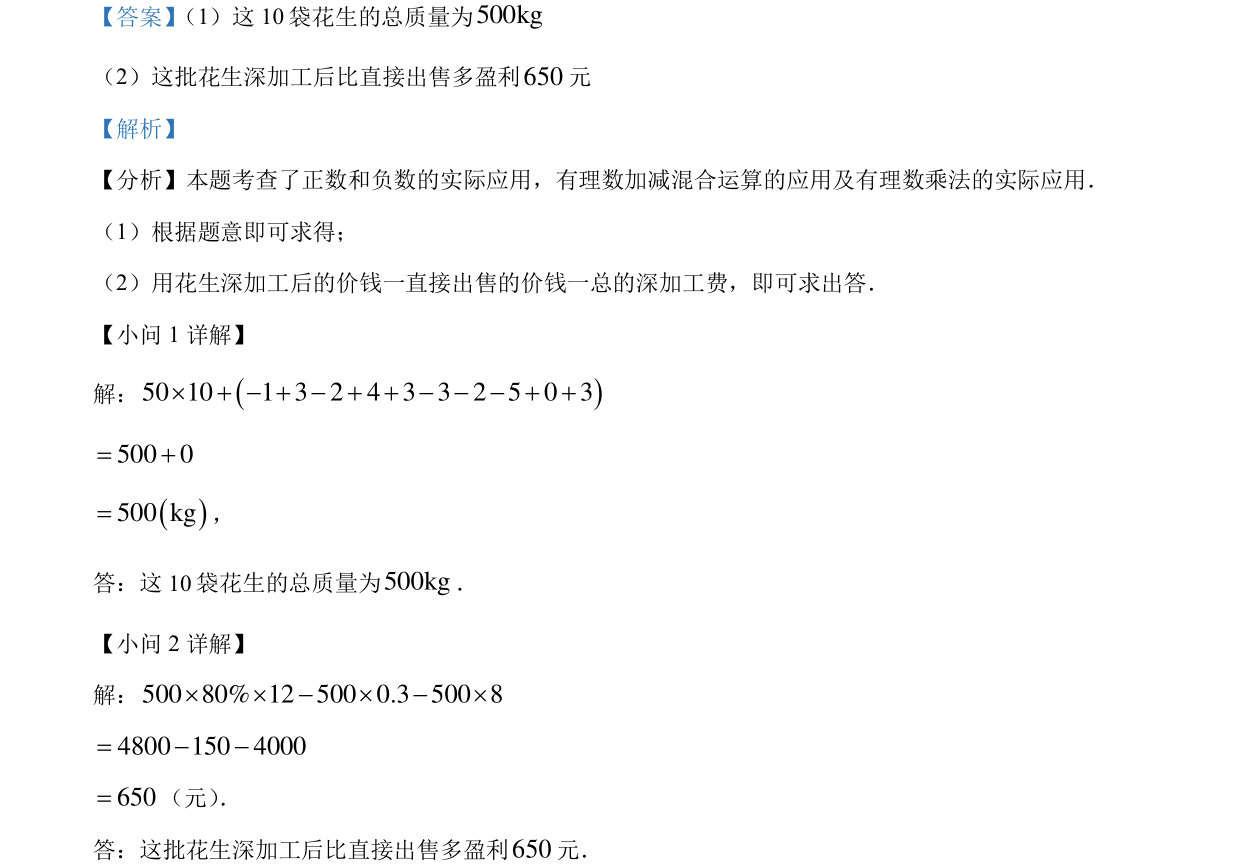 【答案】（1）这 10 袋花生的总质量为500kg
（2）这批花生深加工后比直接出售多盈利650 元
【解析】
【分析】本题考查了正数和负数的实际应用，有理数加减混合运算的应用及有理数乘法的实际应用．
（1）根据题意即可求得；
（2）用花生深加工后的价钱一直接出售的价钱一总的深加工费，即可求出答．
【小问 1 详解】
解：50×10+(−1+3−2+4+3−3−2−5+0+3)
=500+0
=500(kg)，
答：这 10 袋花生的总质量为500kg．
【小问 2 详解】
解：500×80%×12−500×0.3−500×8
=4800−150−4000
=650（元）．
答：这批花生深加工后比直接出售多盈利650 元．